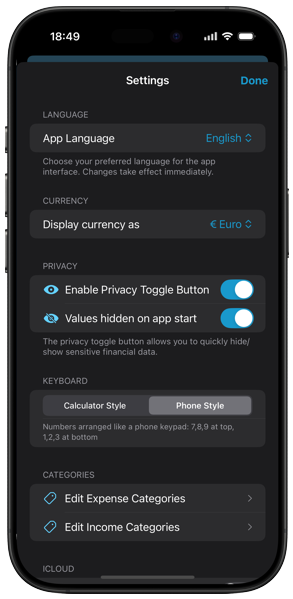 18:49
Settings
Done
LANGUAGE
App Language
English
Choose your preferred language for the app
interface. Changes take effect immediately.
CURRENCY
Display currency as
€ Euro
PRIVACY
Enable Privacy Toggle Button
Values hidden on app start
The privacy toggle button allows you to quickly hide/
show sensitive financial data.
KEYBOARD
Calculator Style
Phone Style
Numbers arranged like a phone keypad: 7,8,9 at top,
1,2,3 at bottom
CATEGORIES
Edit Expense Categories
Edit Income Categories
ICLOUD